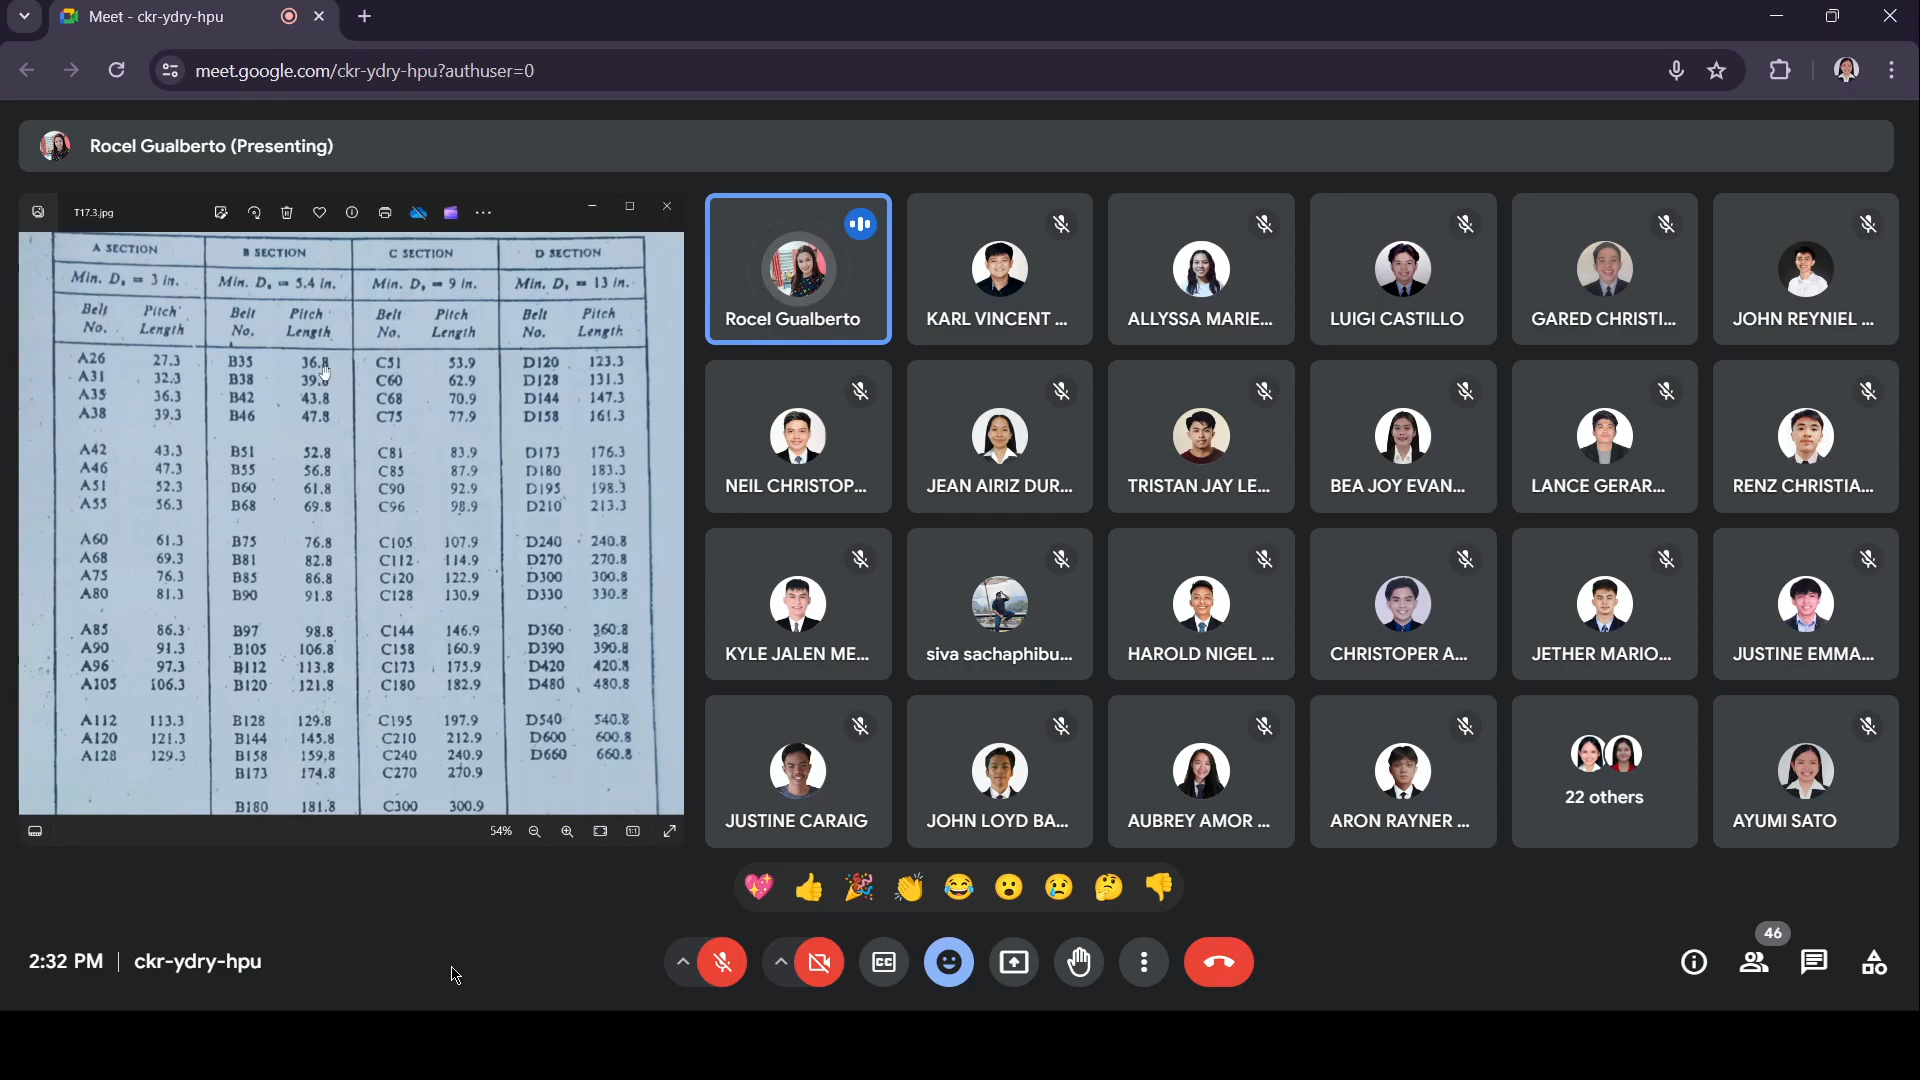 Meet - ckr-ydry-hpu
meet.google.com/ckr-ydry-hpu?authuser=0
Rocel Gualberto (Presenting)
T17.3.jpg
A SECTION B SECTION C SECTION D SECTION
Min. Ds = 3 in. Min. Ds = 5.4 in. Min. Ds = 9 in. Min. Ds = 13 in.
Belt Pitch Belt Pitch Belt Pitch Belt Pitch
No. Length No. Length No. Length No. Length
A26 27.3 B35 36.8 C51 53.9 D120 123.3
A31 32.3 B38 39.8 C60 62.9 D128 131.3
A35 36.3 B42 43.8 C68 70.9 D144 147.3
A38 39.3 B46 47.8 C75 77.9 D158 161.3
A42 43.3 B51 52.8 C81 83.9 D173 176.3
A46 47.3 B55 56.8 C85 87.9 D180 183.3
A51 52.3 B60 61.8 C90 92.9 D195 198.3
A55 56.3 B68 69.8 C96 98.9 D210 213.3
A60 61.3 B75 76.8 C105 107.9 D240 240.8
A68 69.3 B81 82.8 C112 114.9 D270 270.8
A75 76.3 B85 86.8 C120 122.9 D300 300.8
A80 81.3 B90 91.8 C128 130.9 D330 330.8
A85 86.3 B97 98.8 C144 146.9 D360 360.8
A90 91.3 B105 106.8 C158 160.9 D390 390.8
A96 97.3 B112 113.8 C173 175.9 D420 420.8
A105 106.3 B120 121.8 C180 182.9 D480 480.8
A112 113.3 B128 129.8 C195 197.9 D540 540.8
A120 121.3 B144 145.8 C210 212.9 D600 600.8
A128 129.3 B158 159.8 C240 240.9 D660 660.8
B173 174.8 C270 270.9
B180 181.8 C300 300.9
54%
1:1
Rocel Gualberto
KARL VINCENT ...
ALLYSSA MARIE...
LUIGI CASTILLO
GARED CHRISTI...
JOHN REYNIEL ...
NEIL CHRISTOP...
JEAN AIRIZ DUR...
TRISTAN JAY LE...
BEA JOY EVAN...
LANCE GERAR...
RENZ CHRISTIA...
KYLE JALEN ME...
siva sachaphibu...
HAROLD NIGEL ...
CHRISTOPER A...
JETHER MARIO...
JUSTINE EMMA...
JUSTINE CARAIG
JOHN LOYD BA...
AUBREY AMOR ...
ARON RAYNER ...
22 others
AYUMI SATO
2:32 PM | ckr-ydry-hpu
CC
46